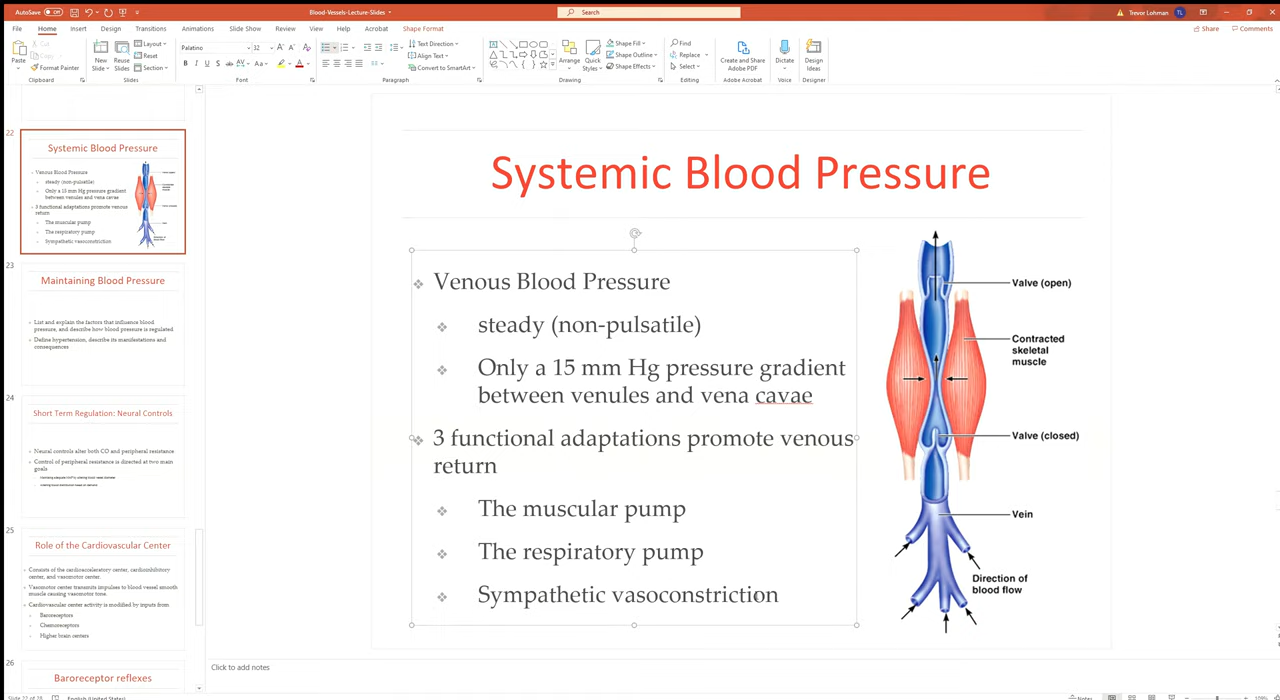 AutoSave Off
Blood-Vessels-Lecture-Slides
Search
Trevor Lohman TL
File Home Insert Design Transitions Animations Slide Show Review View Help Acrobat Shape Format
Share Comments
Paste
Cut
Format Painter
Clipboard
New Slides
Reuse Slides
Layout
Reset
Section
Slides
Palatino 32
Font
Text Direction
Align Text
Convert to SmartArt
Paragraph
Arrange
Quick Styles
Shape Fill
Shape Outline
Shape Effects
Drawing
Find
Replace
Select
Editing
Create and Share Adobe PDF
Adobe Acrobat
Dictate
Voice
Design Ideas
Designer
22
Systemic Blood Pressure
Venous Blood Pressure
steady (non-pulsatile)
Only a 15 mm Hg pressure gradient
between venules and vena cavae
3 functional adaptations promote venous
return
The muscular pump
The respiratory pump
Sympathetic vasoconstriction
23
Maintaining Blood Pressure
List and explain the factors that influence blood
pressure, and describe how blood pressure is regulated
Define hypertension, describe its manifestations and
consequences
24
Short Term Regulation: Neural Controls
Neural controls alter both CO and peripheral resistance
Control of peripheral resistance is directed at two main
goals
25
Role of the Cardiovascular Center
Consists of the cardioacceleratory center, cardioinhibitory
center, and vasomotor center.
Vasomotor center transmits impulses to blood vessel smooth
muscle causing vasomotor tone.
Cardiovascular center activity is modified by inputs from
Baroreceptors
Chemoreceptors
Higher brain centers
26
Baroreceptor reflexes
Systemic Blood Pressure
Venous Blood Pressure
steady (non-pulsatile)
Only a 15 mm Hg pressure gradient
between venules and vena cavae
3 functional adaptations promote venous
return
The muscular pump
The respiratory pump
Sympathetic vasoconstriction
Valve (open)
Contracted
skeletal
muscle
Valve (closed)
Vein
Direction of
blood flow
Click to add notes
English (United States)
Notes